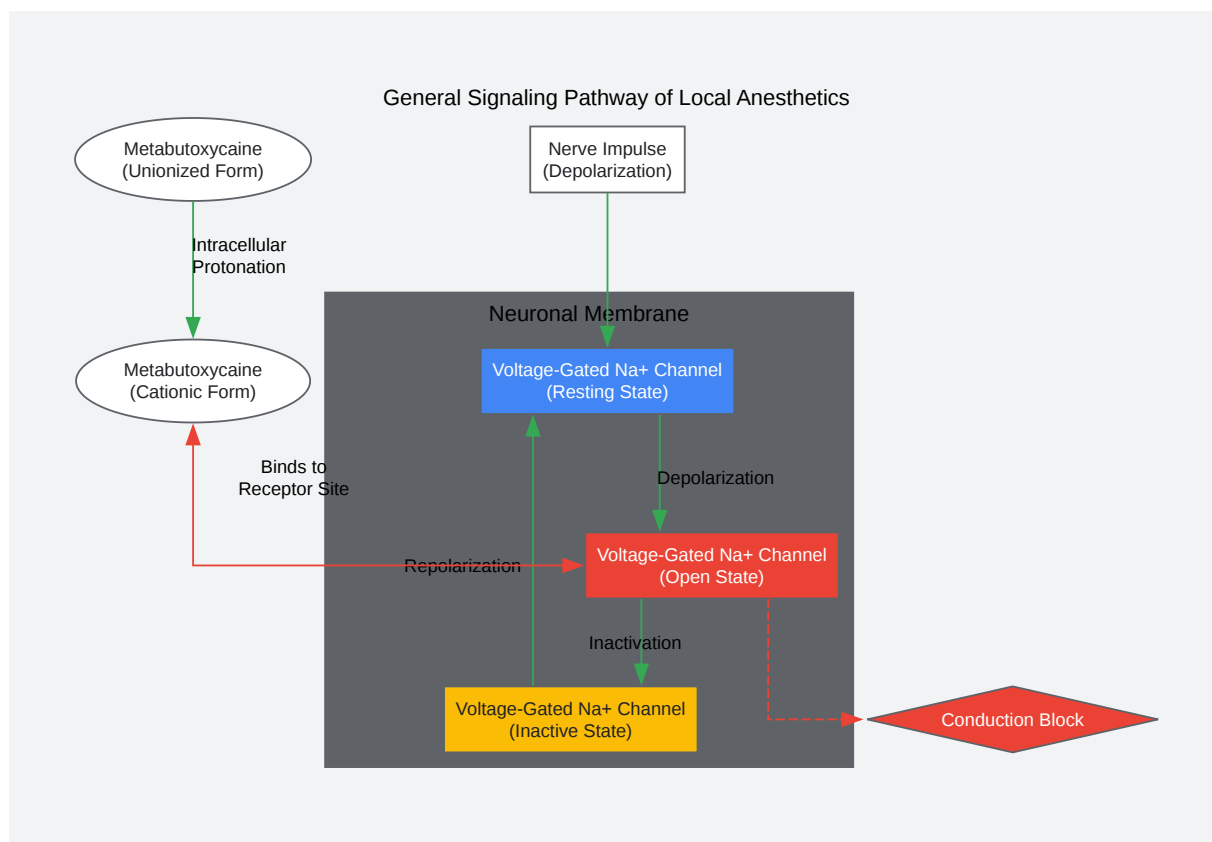 General Signaling Pathway of Local Anesthetics
Metabutoxycaine
(Unionized Form)
Nerve Impulse
(Depolarization)
Intracellular
Protonation
Neuronal Membrane
Metabutoxycaine
(Cationic Form)
Voltage-Gated Na+ Channel
(Resting State)
Binds to
Receptor Site
Depolarization
Repolarization
Voltage-Gated Na+ Channel
(Open State)
Inactivation
Voltage-Gated Na+ Channel
(Inactive State)
Conduction Block